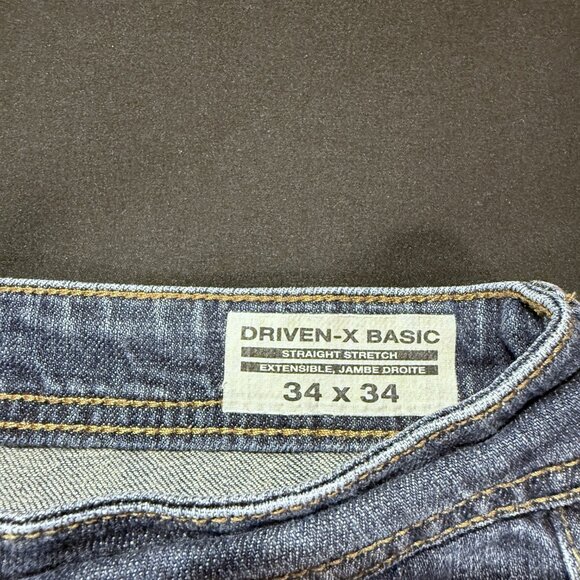 DRIVEN-X BASIC
STRAIGHT STRETCH
EXTENSIBLE, JAMBE DROITE
34 x 34